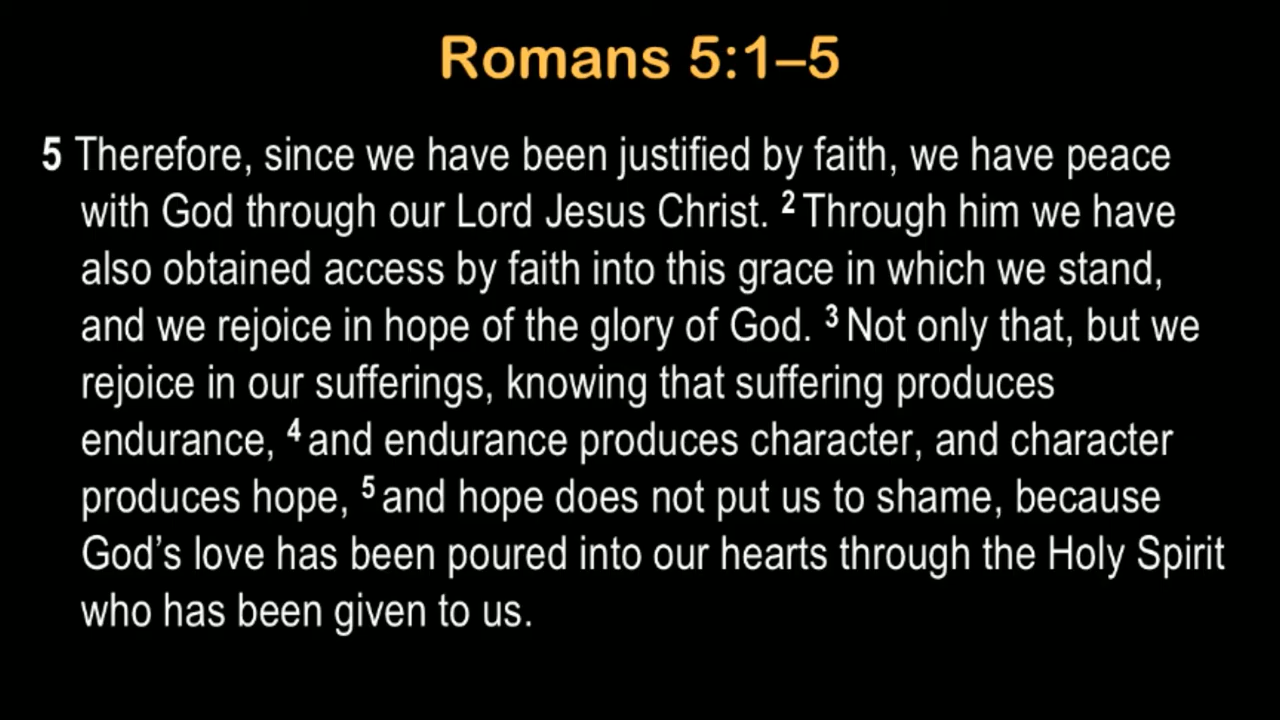 Romans 5:1–5
5 Therefore, since we have been justified by faith, we have peace
with God through our Lord Jesus Christ. 2 Through him we have
also obtained access by faith into this grace in which we stand,
and we rejoice in hope of the glory of God. 3 Not only that, but we
rejoice in our sufferings, knowing that suffering produces
endurance, 4 and endurance produces character, and character
produces hope, 5 and hope does not put us to shame, because
God’s love has been poured into our hearts through the Holy Spirit
who has been given to us.